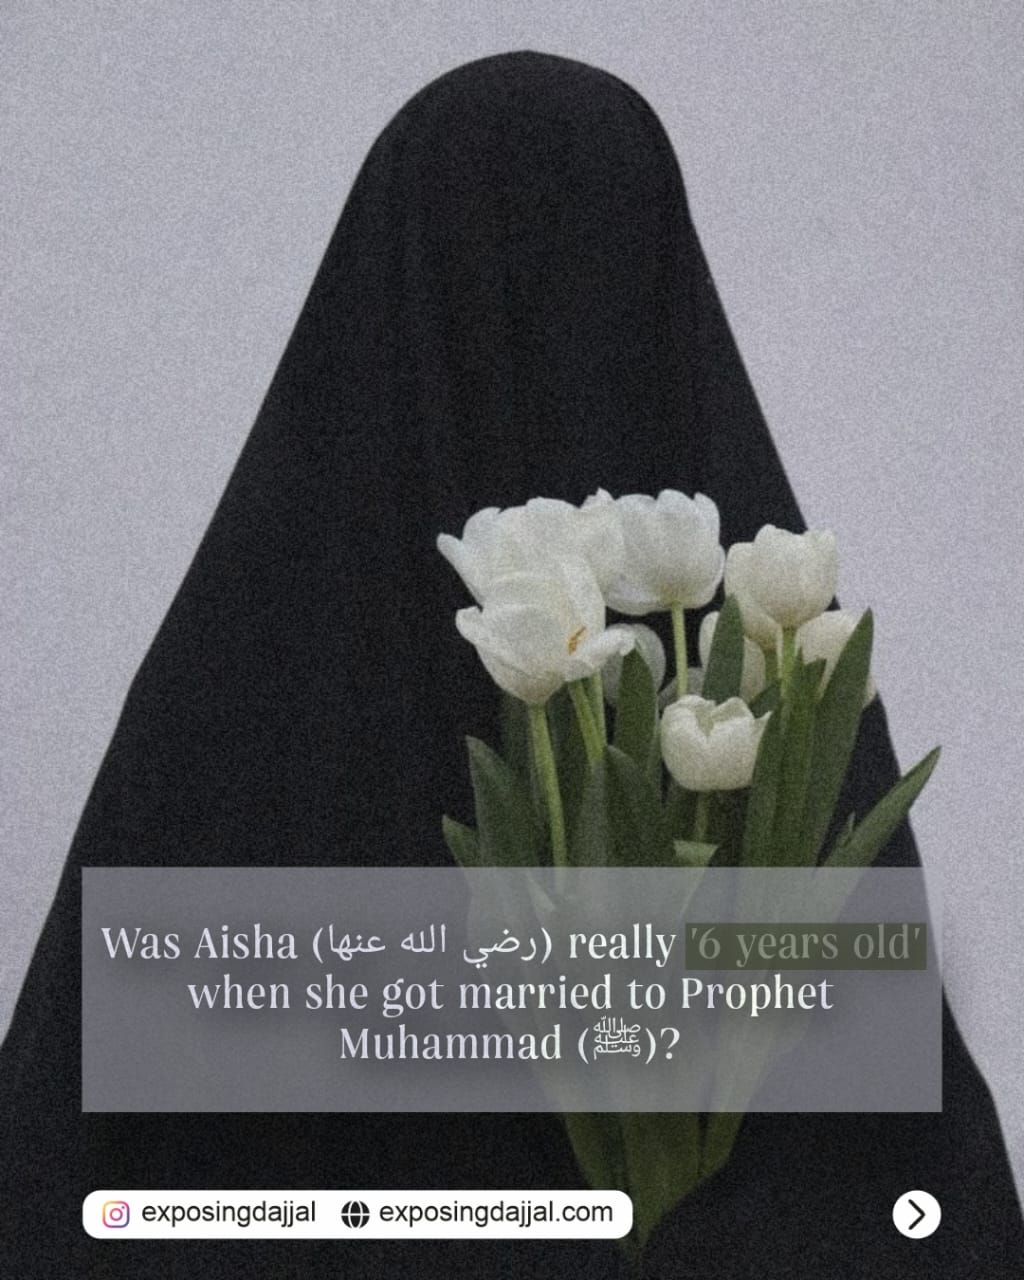 Was Aisha (رضي الله عنها) really '6 years old'
when she got married to Prophet
Muhammad (ﷺ)?
exposingdajjal exposingdajjal.com